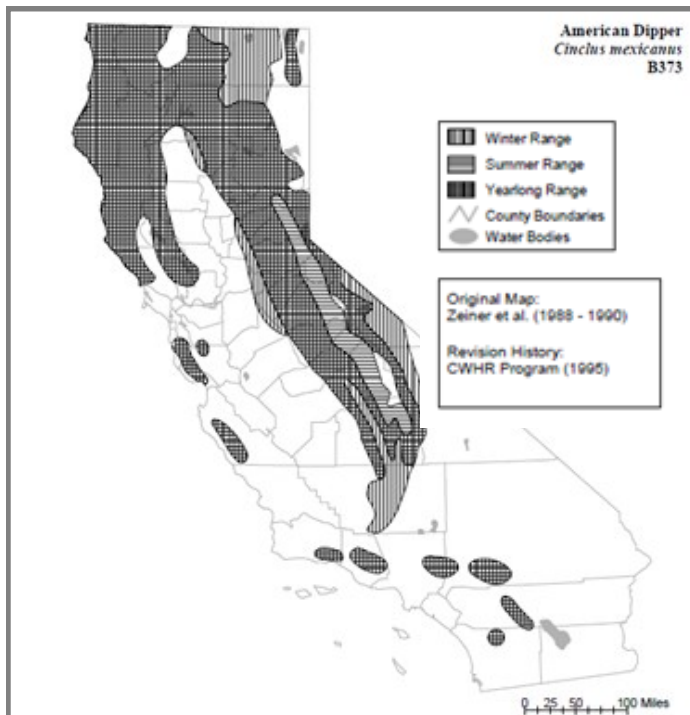 American Dipper
Cinclus mexicanus
B373
Winter Range
Summer Range
Yearlong Range
County Boundaries
Water Bodies
Original Map:
Zeiner et al. (1988 - 1990)
Revision History:
CWHR Program (1995)
0 25 50 100 Miles